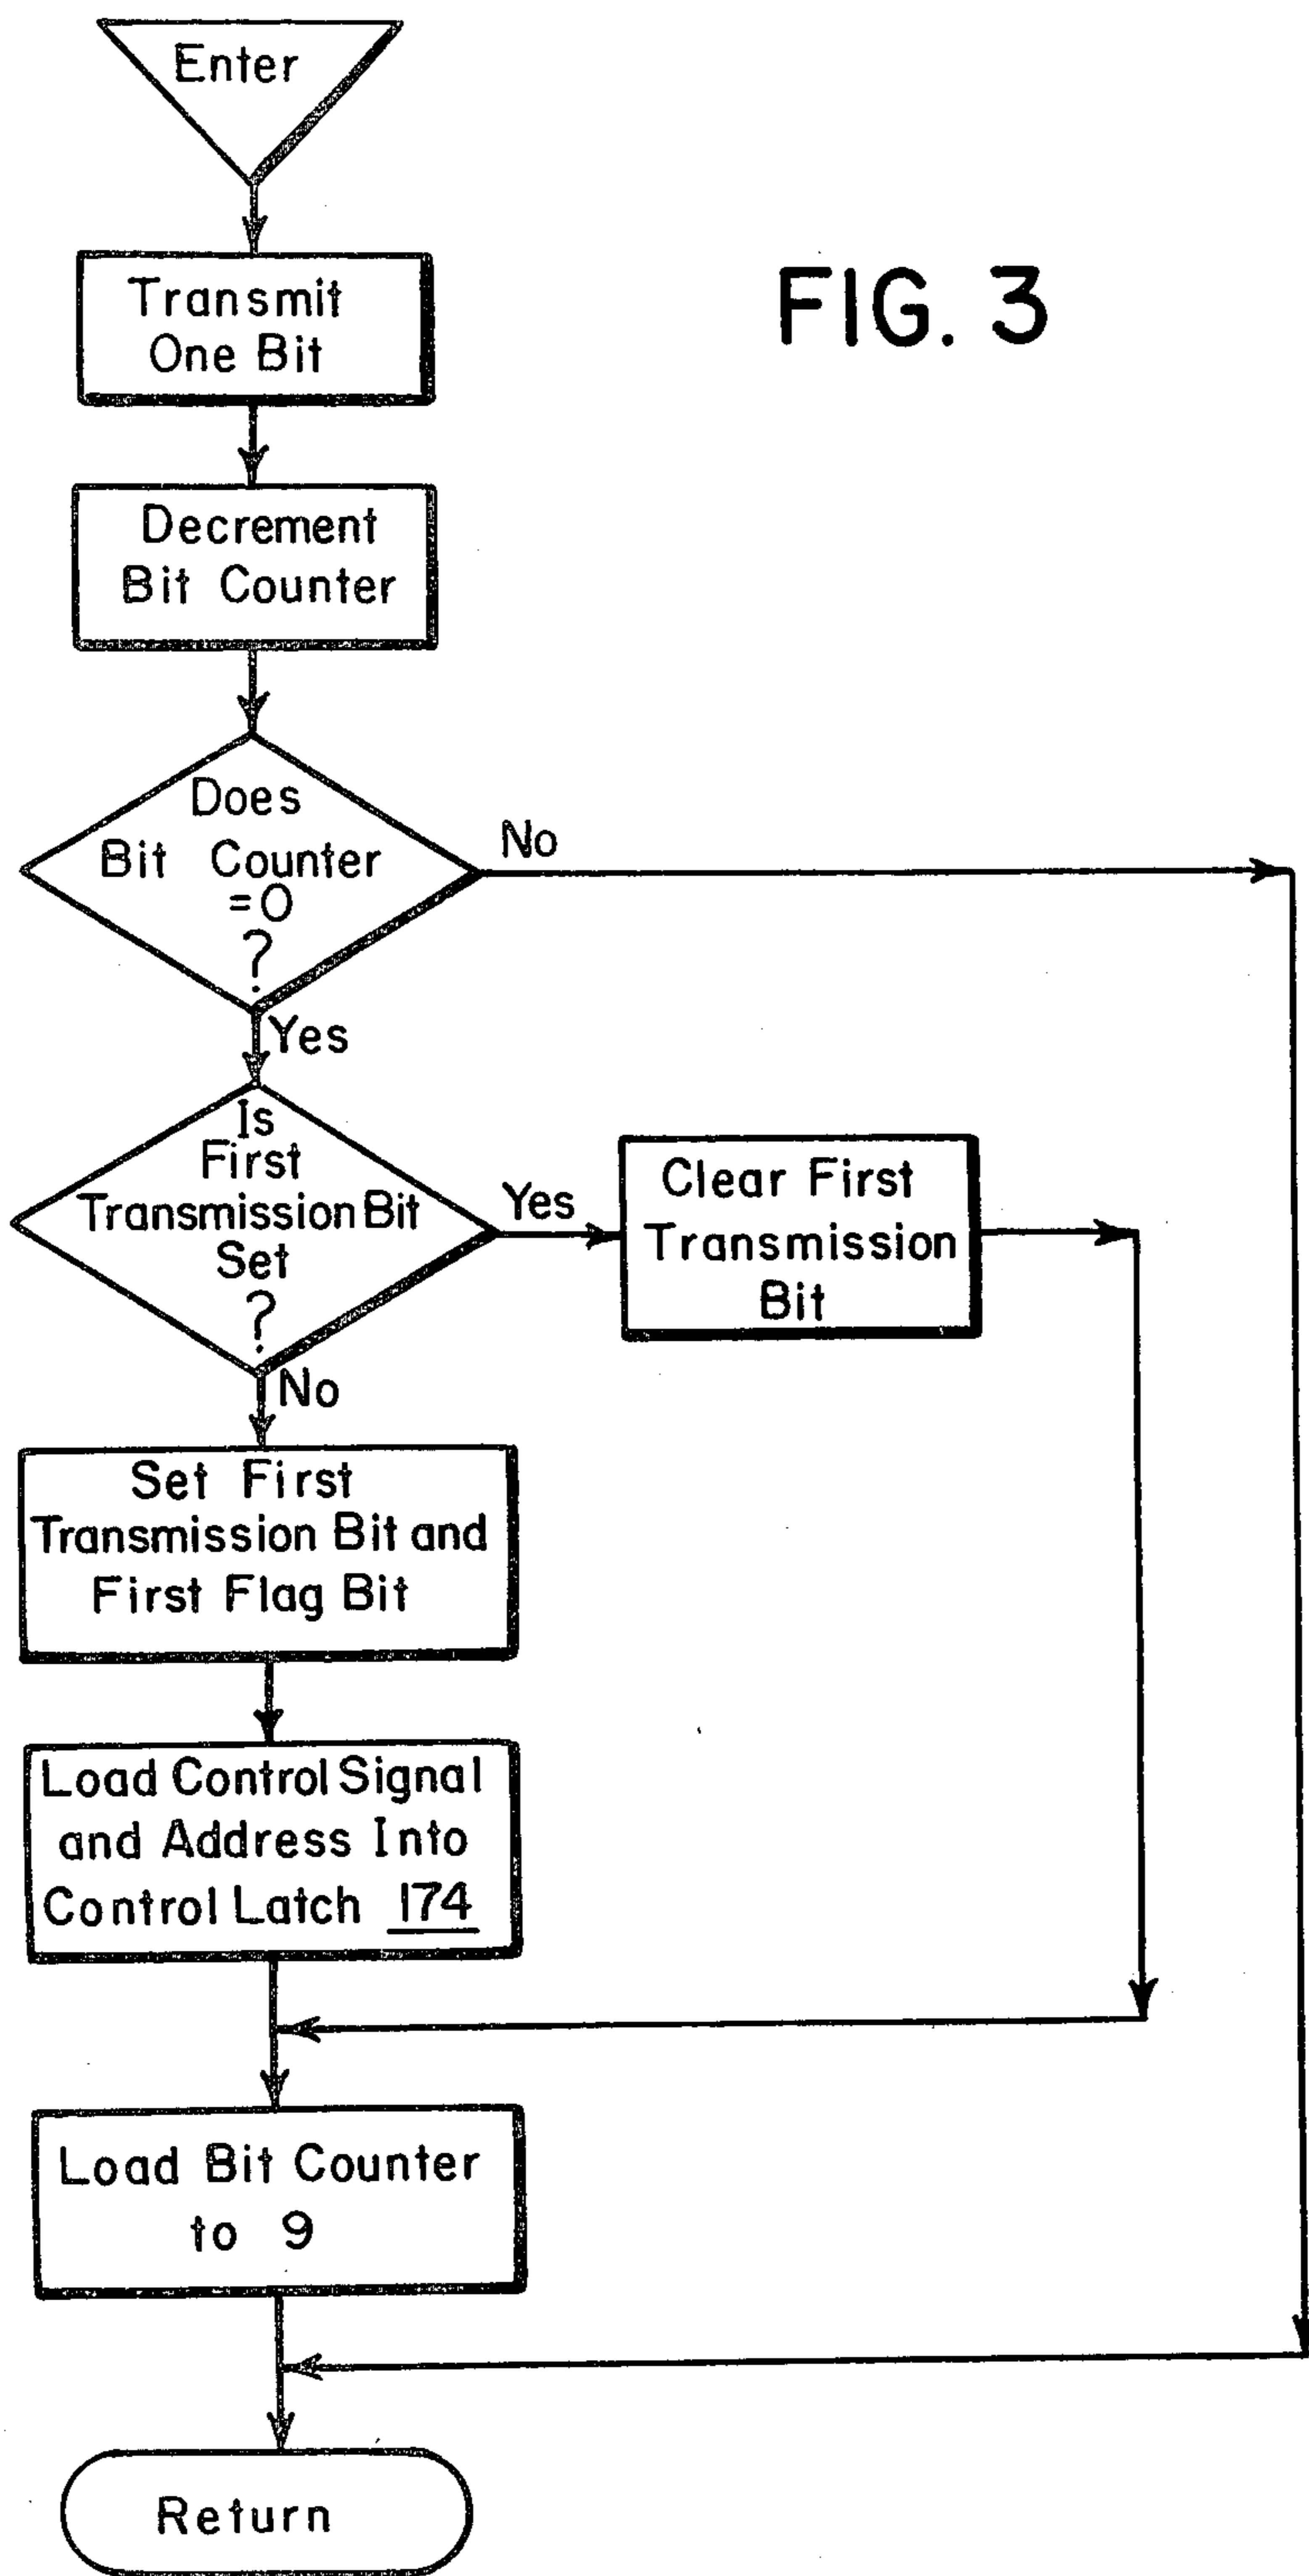 Enter
FIG. 3
Transmit
One Bit
Decrement
Bit Counter
Does
Bit Counter
=0
?
No
Yes
Is
First
Transmission Bit
Set
?
Yes
Clear First
Transmission
Bit
No
Set First
Transmission Bit and
First Flag Bit
Load Control Signal
and Address Into
Control Latch 174
Load Bit Counter
to 9
Return